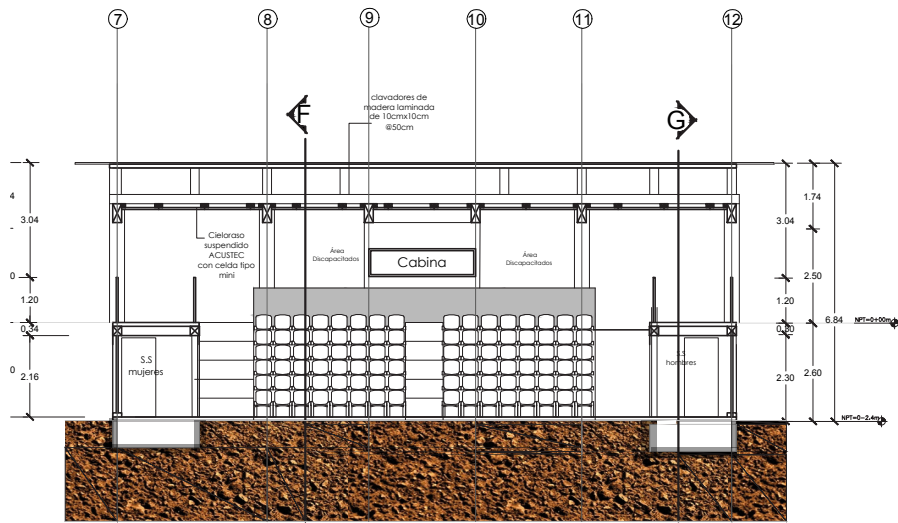 7
8
9
10
11
12
clavadores de
madera laminada
de 10cmx10cm
@50cm
F
G
4
3.04
0
1.20
0.34
0
2.16
Cieloraso
suspendido
ACUSTEC
con celda tipo
mini
Área
Discapacitados
Cabina
Área
Discapacitados
S.S
mujeres
S.S
hombres
3.04
1.20
0.30
2.30
1.74
2.50
2.60
6.84
NPT=0+00m
NPT=0-2.4m